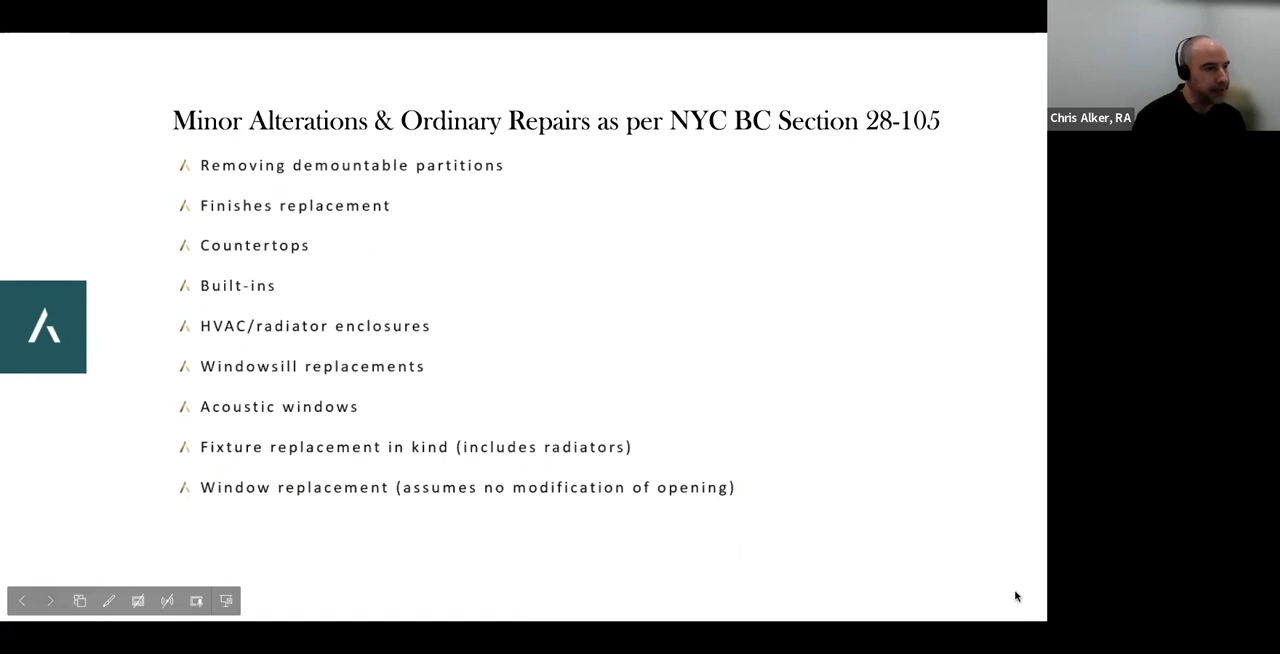 Minor Alterations & Ordinary Repairs as per NYC BC Section 28-105
Removing demountable partitions
Finishes replacement
Countertops
Built-ins
HVAC/radiator enclosures
Windowsill replacements
Acoustic windows
Fixture replacement in kind (includes radiators)
Window replacement (assumes no modification of opening)
Chris Alker, RA